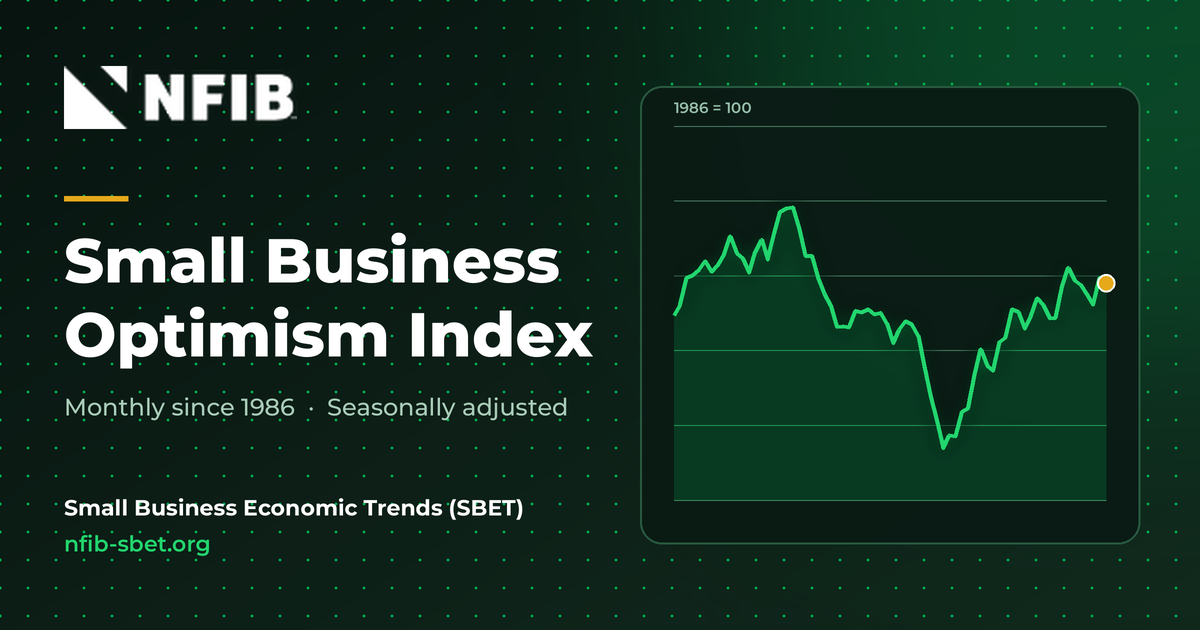 NFIB
Small Business
Optimism Index
Monthly since 1986 · Seasonally adjusted
Small Business Economic Trends (SBET)
nfib-sbet.org
1986 = 100